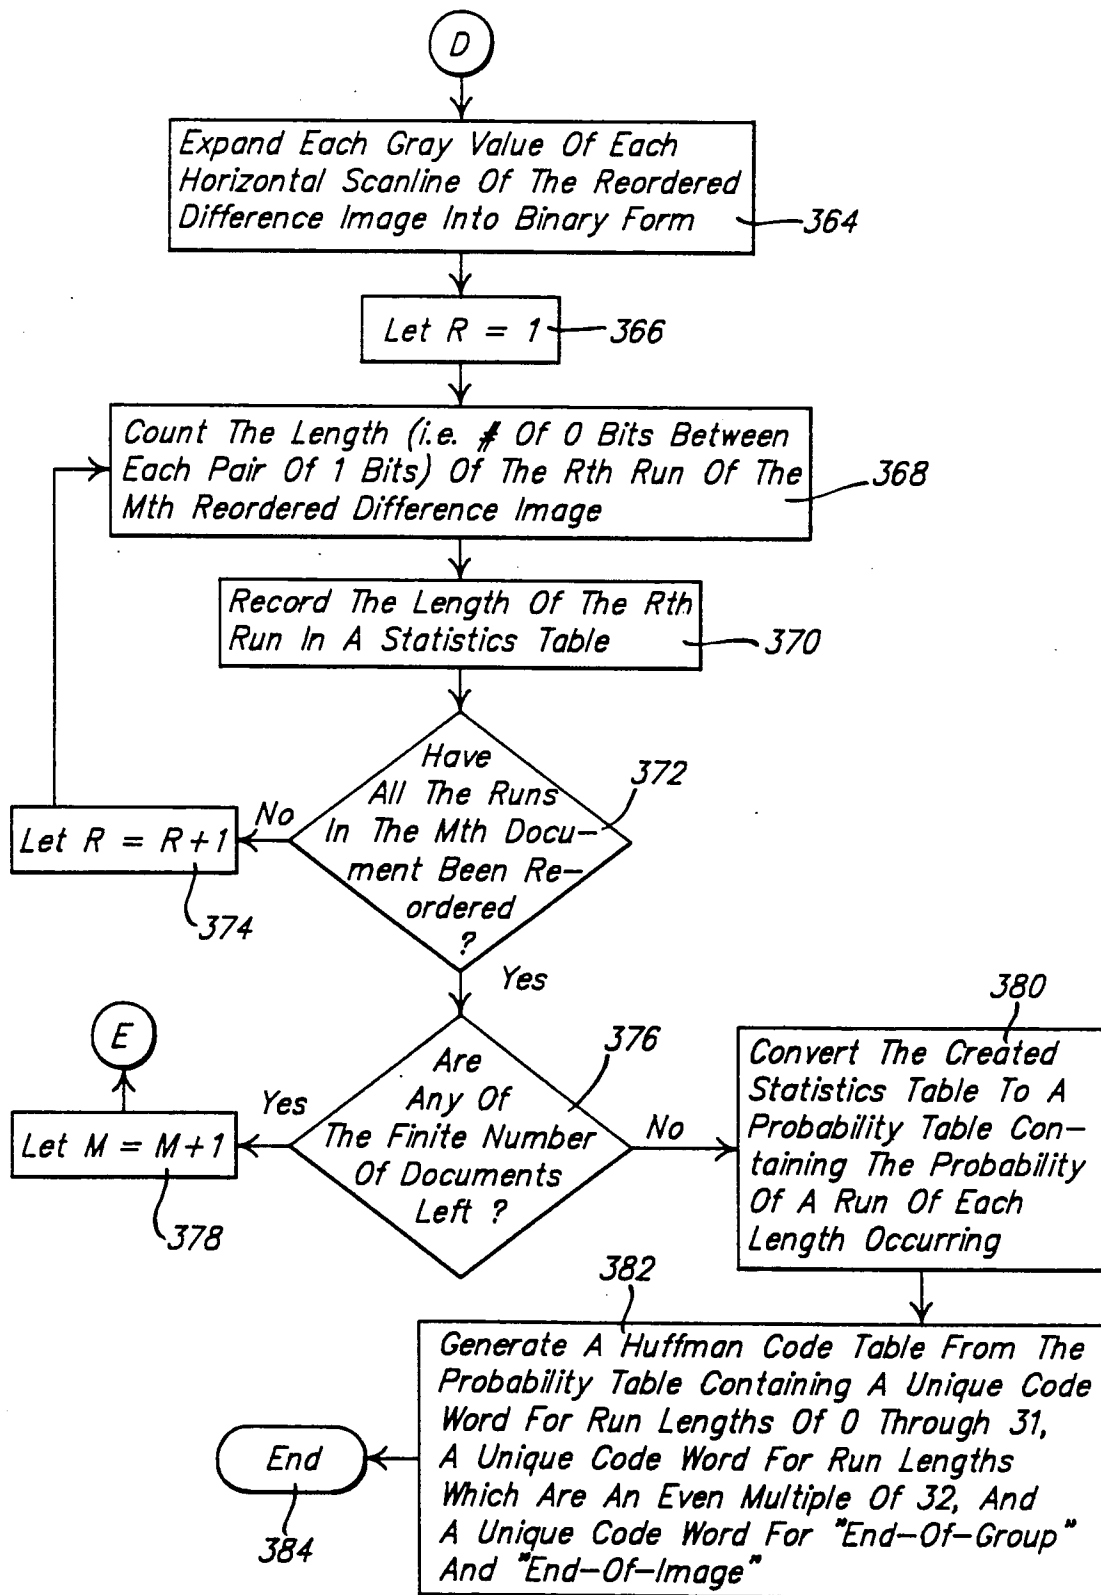 D
Expand Each Gray Value Of Each
Horizontal Scanline Of The Reordered
Difference Image Into Binary Form
364
Let R = 1
366
Count The Length (i.e. # Of 0 Bits Between
Each Pair Of 1 Bits) Of The Rth Run Of The
Mth Reordered Difference Image
368
Record The Length Of The Rth
Run In A Statistics Table
370
Have
All The Runs
In The Mth Docu-
ment Been Re-
ordered
?
372
No
Let R = R+1
374
Yes
E
Let M = M+1
378
Yes
Are
Any Of
The Finite Number
Of Documents
Left ?
376
No
380
Convert The Created
Statistics Table To A
Probability Table Con-
taining The Probability
Of A Run Of Each
Length Occurring
382
Generate A Huffman Code Table From The
Probability Table Containing A Unique Code
Word For Run Lengths Of 0 Through 31,
A Unique Code Word For Run Lengths
Which Are An Even Multiple Of 32, And
A Unique Code Word For "End-Of-Group"
And "End-Of-Image"
End
384